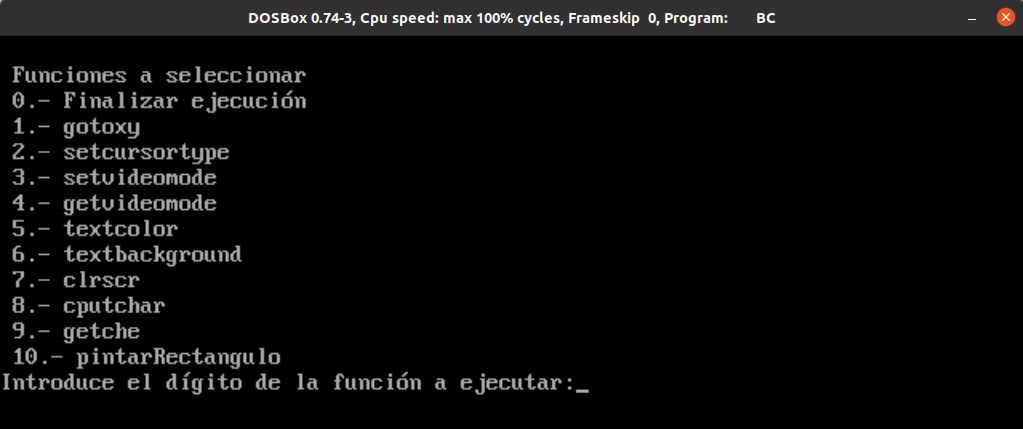 DOSBox 0.74-3, Cpu speed: max 100% cycles, Frameskip 0, Program: BC
Funciones a seleccionar
0.- Finalizar ejecución
1.- gotoxy
2.- setcursortype
3.- setvideomode
4.- getvideomode
5.- textcolor
6.- textbackground
7.- clrscr
8.- cputchar
9.- getche
10.- pintarRectangulo
Introduce el dígito de la función a ejecutar:_